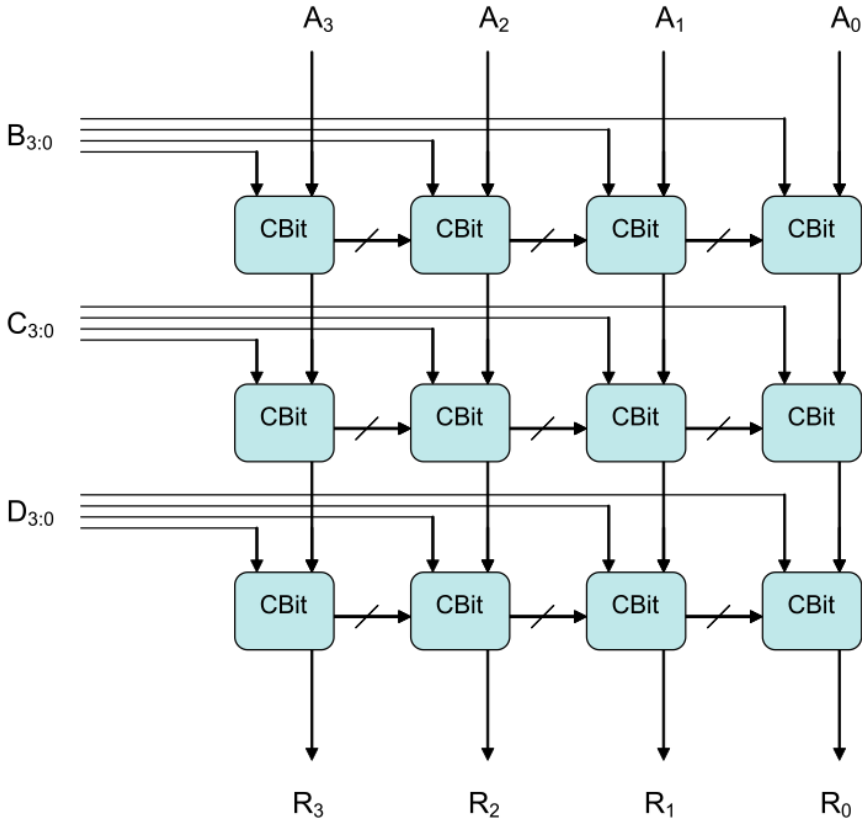 A₃ A₂ A₁ A₀
B₃:₀
CBit CBit CBit CBit
C₃:₀
CBit CBit CBit CBit
D₃:₀
CBit CBit CBit CBit
R₃ R₂ R₁ R₀